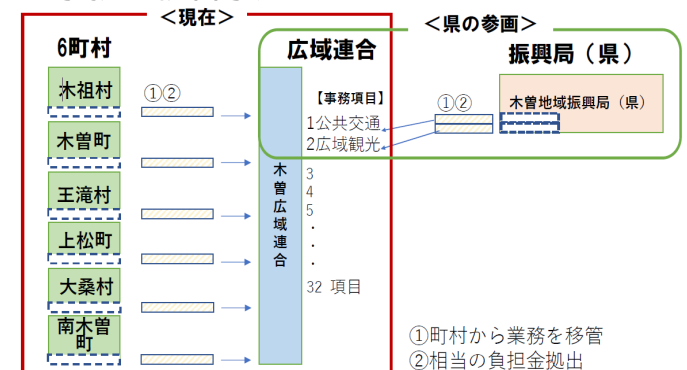 ＜現在＞
＜県の参画＞
6町村
広域連合
振興局（県）
木祖村
①②
【事務項目】
①②
木曽地域振興局（県）
1公共交通
2広域観光
木曽町
木曽広域連合
3
4
5
・
・
・
32 項目
王滝村
上松町
大桑村
南木曽
町
①町村から業務を移管
②相当の負担金拠出